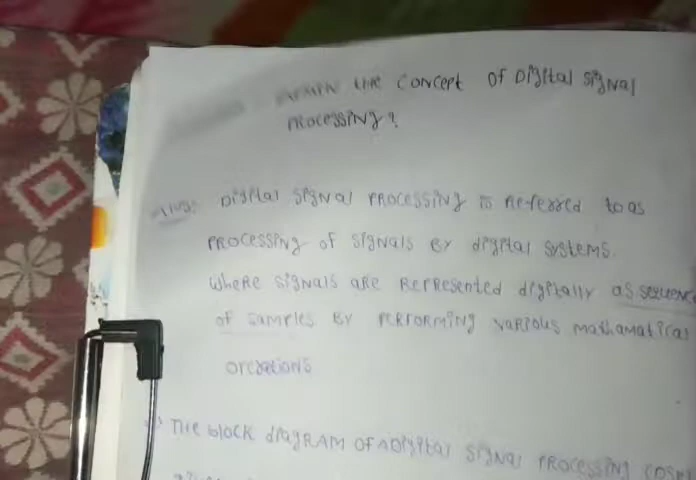 the concept of Digital signal
Processing?
Digital signal Processing is Referred to as
Processing of signals By digital systems.
where signals are Represented digitally as sequence
of samples By Performing various mathamatical
operations
The block diagram of a Digital signal Processing